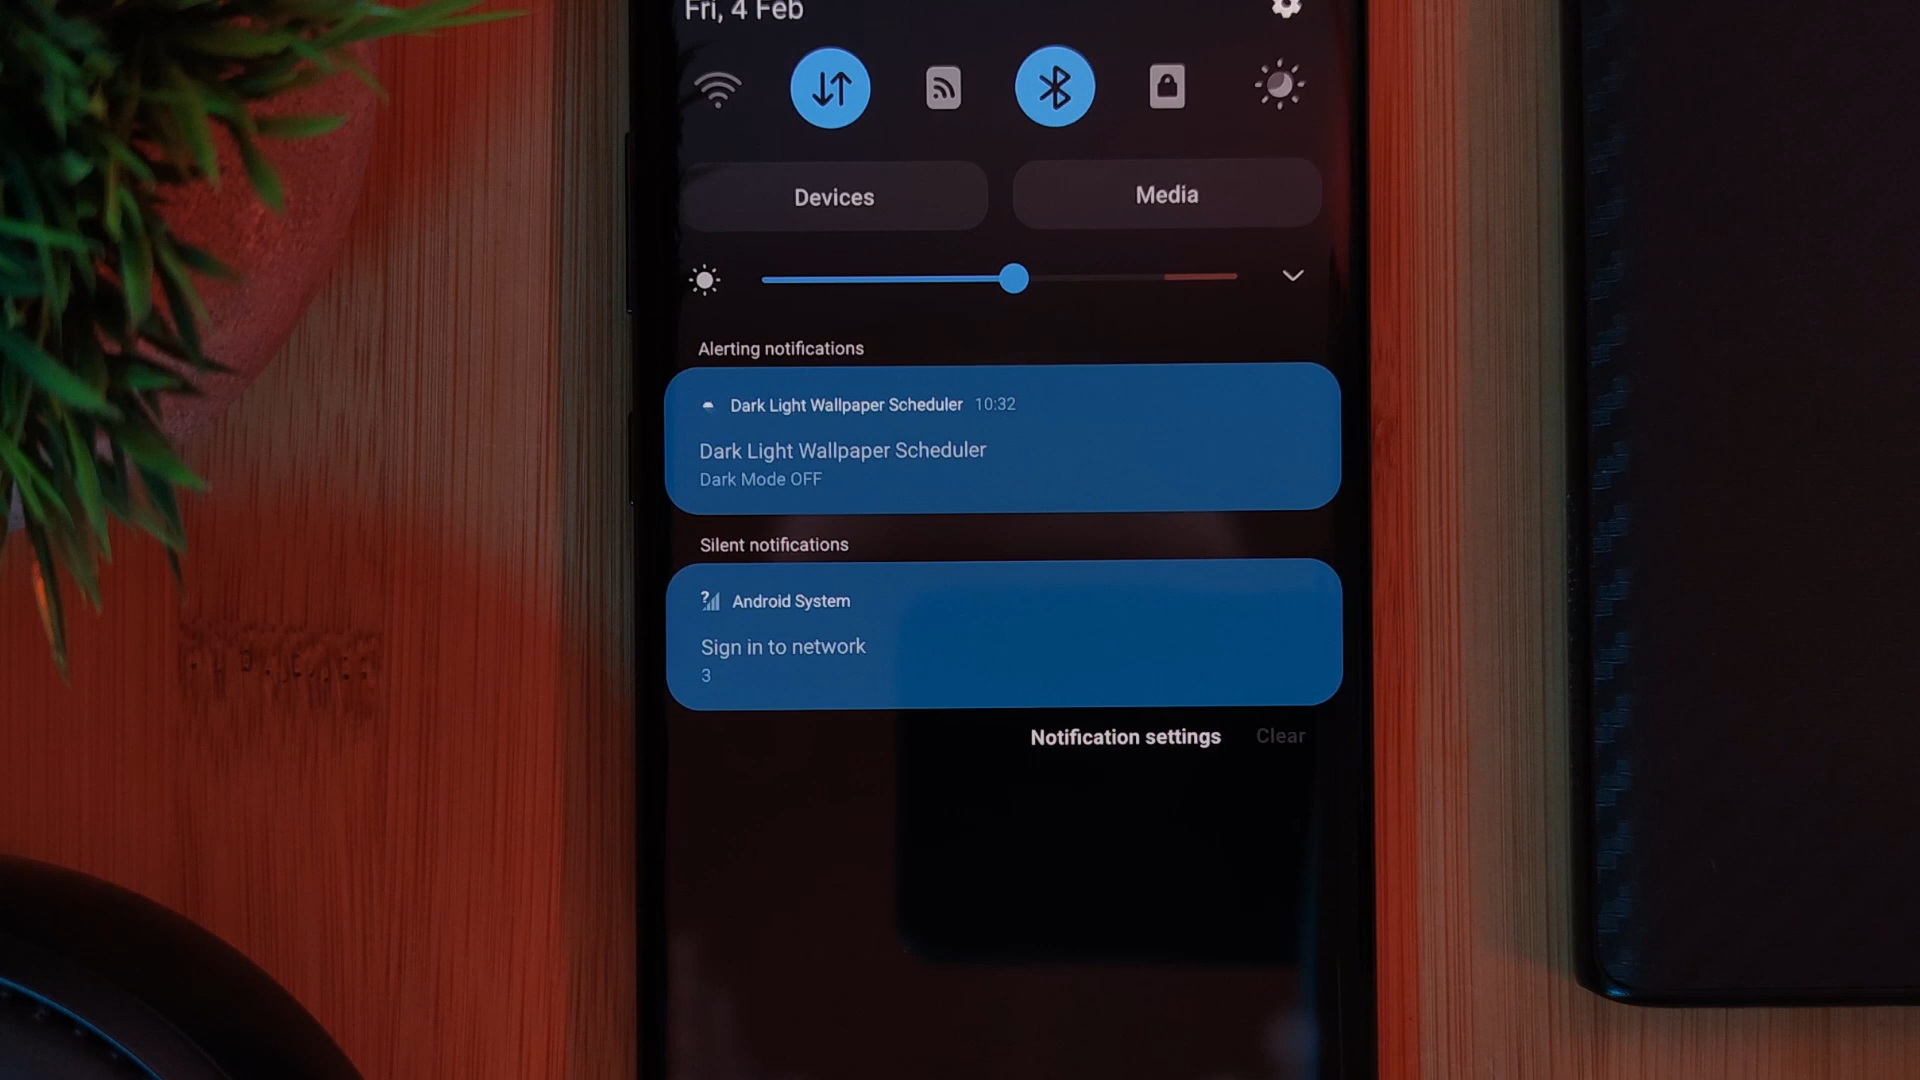 Fri, 4 Feb
Devices
Media
Alerting notifications
Dark Light Wallpaper Scheduler 10:32
Dark Light Wallpaper Scheduler
Dark Mode OFF
Silent notifications
Android System
Sign in to network
3
Notification settings
Clear